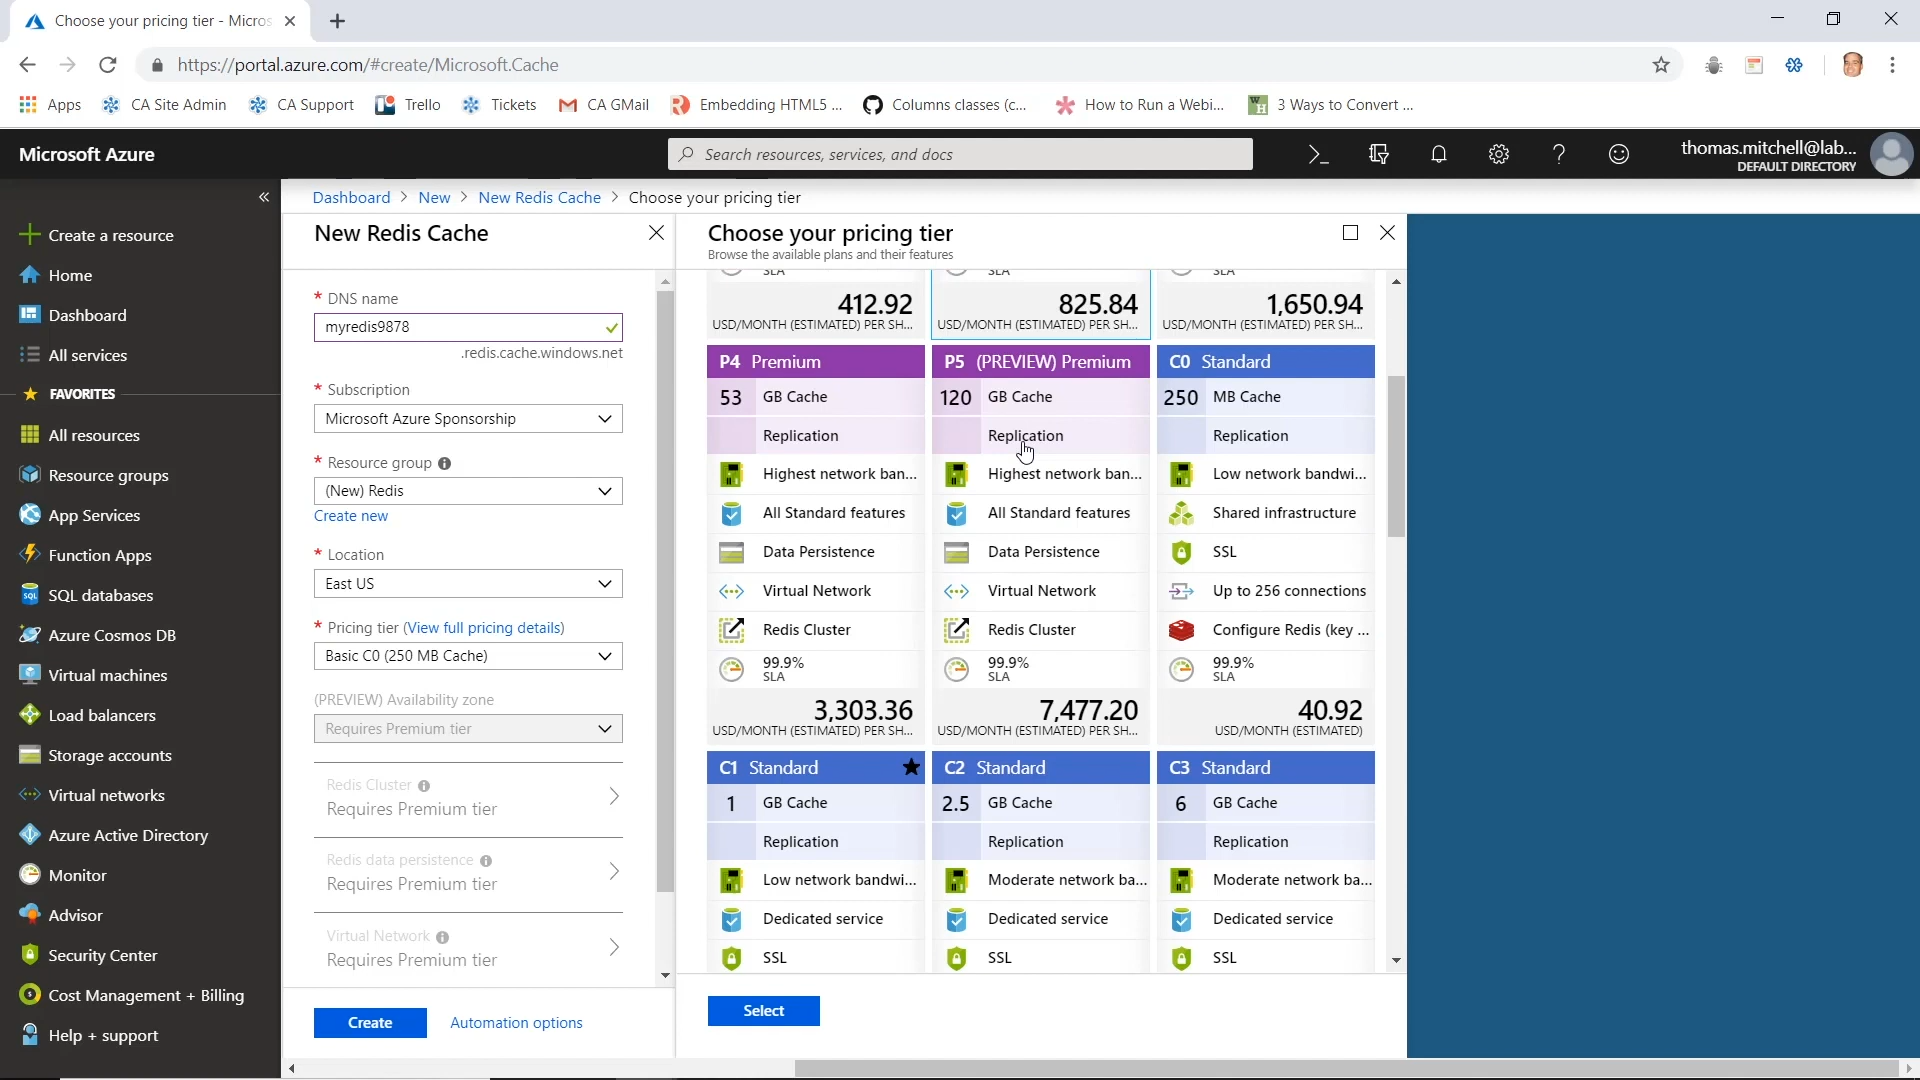 Choose your pricing tier - Micros
https://portal.azure.com/#create/Microsoft.Cache
Apps
CA Site Admin
CA Support
Trello
Tickets
CA GMail
Embedding HTML5 ...
Columns classes (c...
How to Run a Webi...
3 Ways to Convert ...
Microsoft Azure
Search resources, services, and docs
thomas.mitchell@lab...
DEFAULT DIRECTORY
Create a resource
Home
Dashboard
All services
FAVORITES
All resources
Resource groups
App Services
Function Apps
SQL databases
Azure Cosmos DB
Virtual machines
Load balancers
Storage accounts
Virtual networks
Azure Active Directory
Monitor
Advisor
Security Center
Cost Management + Billing
Help + support
Dashboard > New > New Redis Cache > Choose your pricing tier
New Redis Cache
* DNS name
myredis9878
.redis.cache.windows.net
* Subscription
Microsoft Azure Sponsorship
* Resource group
(New) Redis
Create new
* Location
East US
* Pricing tier (View full pricing details)
Basic C0 (250 MB Cache)
(PREVIEW) Availability zone
Requires Premium tier
Redis Cluster
Requires Premium tier
Redis data persistence
Requires Premium tier
Virtual Network
Requires Premium tier
Create
Automation options
Choose your pricing tier
Browse the available plans and their features
SLA
412.92
USD/MONTH (ESTIMATED) PER SH...
SLA
825.84
USD/MONTH (ESTIMATED) PER SH...
SLA
1,650.94
USD/MONTH (ESTIMATED) PER SH...
P4 Premium
53 GB Cache
Replication
Highest network ban...
All Standard features
Data Persistence
Virtual Network
Redis Cluster
99.9%
SLA
3,303.36
USD/MONTH (ESTIMATED) PER SH...
P5 (PREVIEW) Premium
120 GB Cache
Replication
Highest network ban...
All Standard features
Data Persistence
Virtual Network
Redis Cluster
99.9%
SLA
7,477.20
USD/MONTH (ESTIMATED) PER SH...
C0 Standard
250 MB Cache
Replication
Low network bandwi...
Shared infrastructure
SSL
Up to 256 connections
Configure Redis (key ...
99.9%
SLA
40.92
USD/MONTH (ESTIMATED)
C1 Standard
1 GB Cache
Replication
Low network bandwi...
Dedicated service
SSL
C2 Standard
2.5 GB Cache
Replication
Moderate network ba...
Dedicated service
SSL
C3 Standard
6 GB Cache
Replication
Moderate network ba...
Dedicated service
SSL
Select